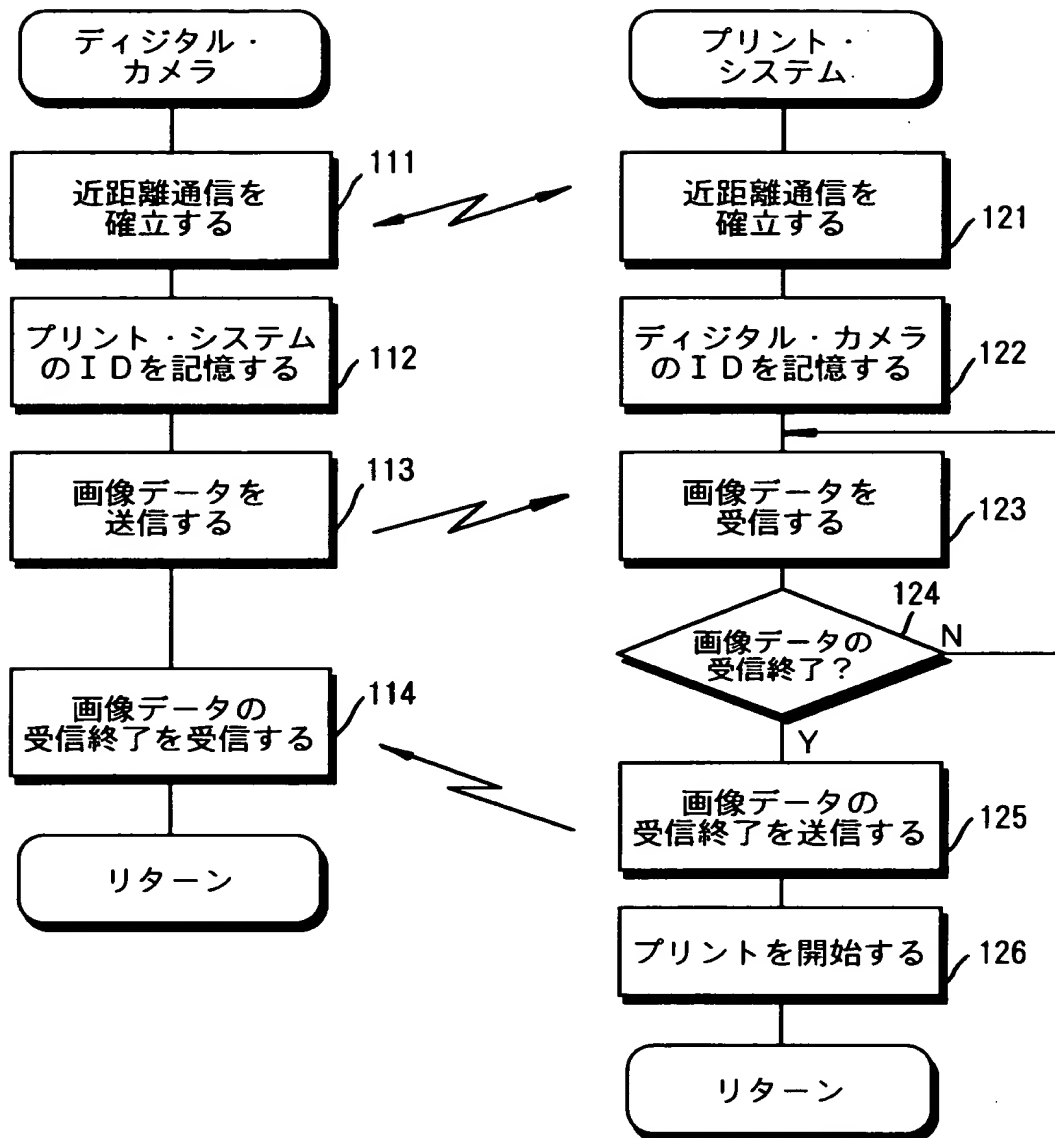 ディジタル・
カメラ
近距離通信を
確立する
111
プリント・システム
のＩＤを記憶する
112
画像データを
送信する
113
画像データの
受信終了を受信する
114
リターン
プリント・
システム
近距離通信を
確立する
121
ディジタル・カメラ
のＩＤを記憶する
122
画像データを
受信する
123
画像データの
受信終了？
124
N
Y
画像データの
受信終了を送信する
125
プリントを開始する
126
リターン